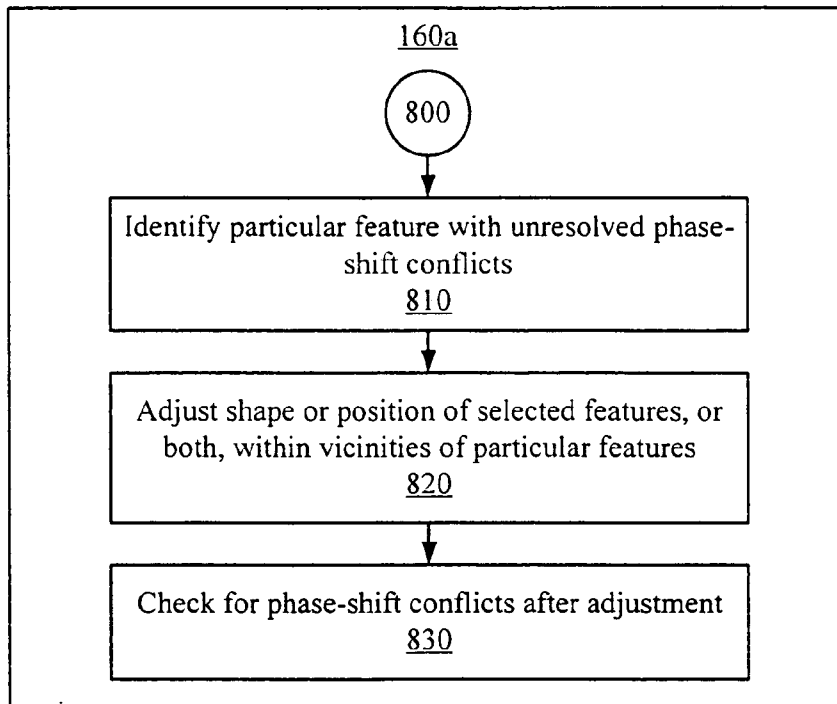 160a
800
Identify particular feature with unresolved phase-
shift conflicts
810
Adjust shape or position of selected features, or
both, within vicinities of particular features
820
Check for phase-shift conflicts after adjustment
830